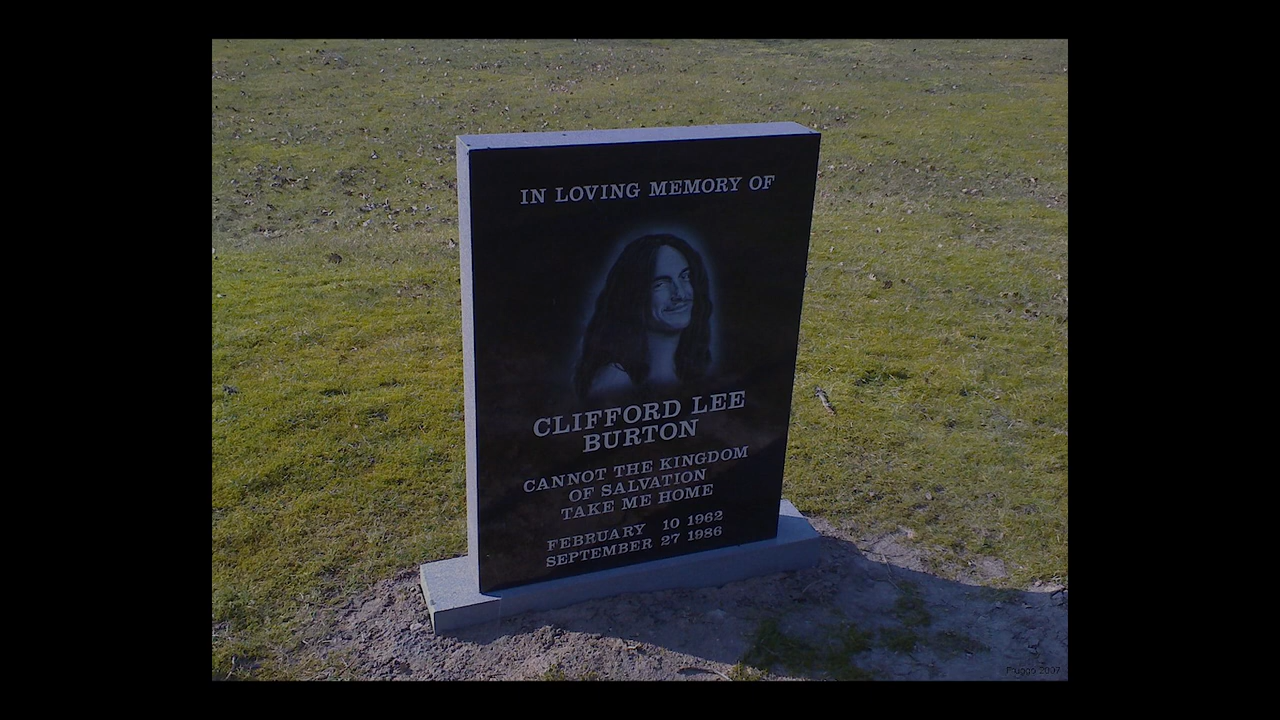 IN LOVING MEMORY OF
CLIFFORD LEE
BURTON
CANNOT THE KINGDOM
OF SALVATION
TAKE ME HOME
FEBRUARY 10 1962
SEPTEMBER 27 1986
2007